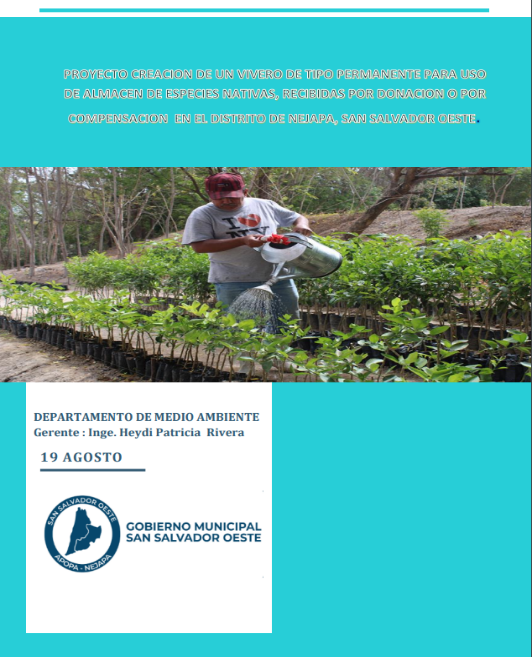 PROYECTO CREACION DE UN VIVERO DE TIPO PERMANENTE PARA USO
DE ALMACEN DE ESPECIES NATIVAS, RECIBIDAS POR DONACION O POR
COMPENSACION EN EL DISTRITO DE NEJAPA, SAN SALVADOR OESTE.
I
NY
DEPARTAMENTO DE MEDIO AMBIENTE
Gerente : Inge. Heydi Patricia Rivera
19 AGOSTO
SAN SALVADOR OESTE
APOPA - NEJAPA
GOBIERNO MUNICIPAL
SAN SALVADOR OESTE